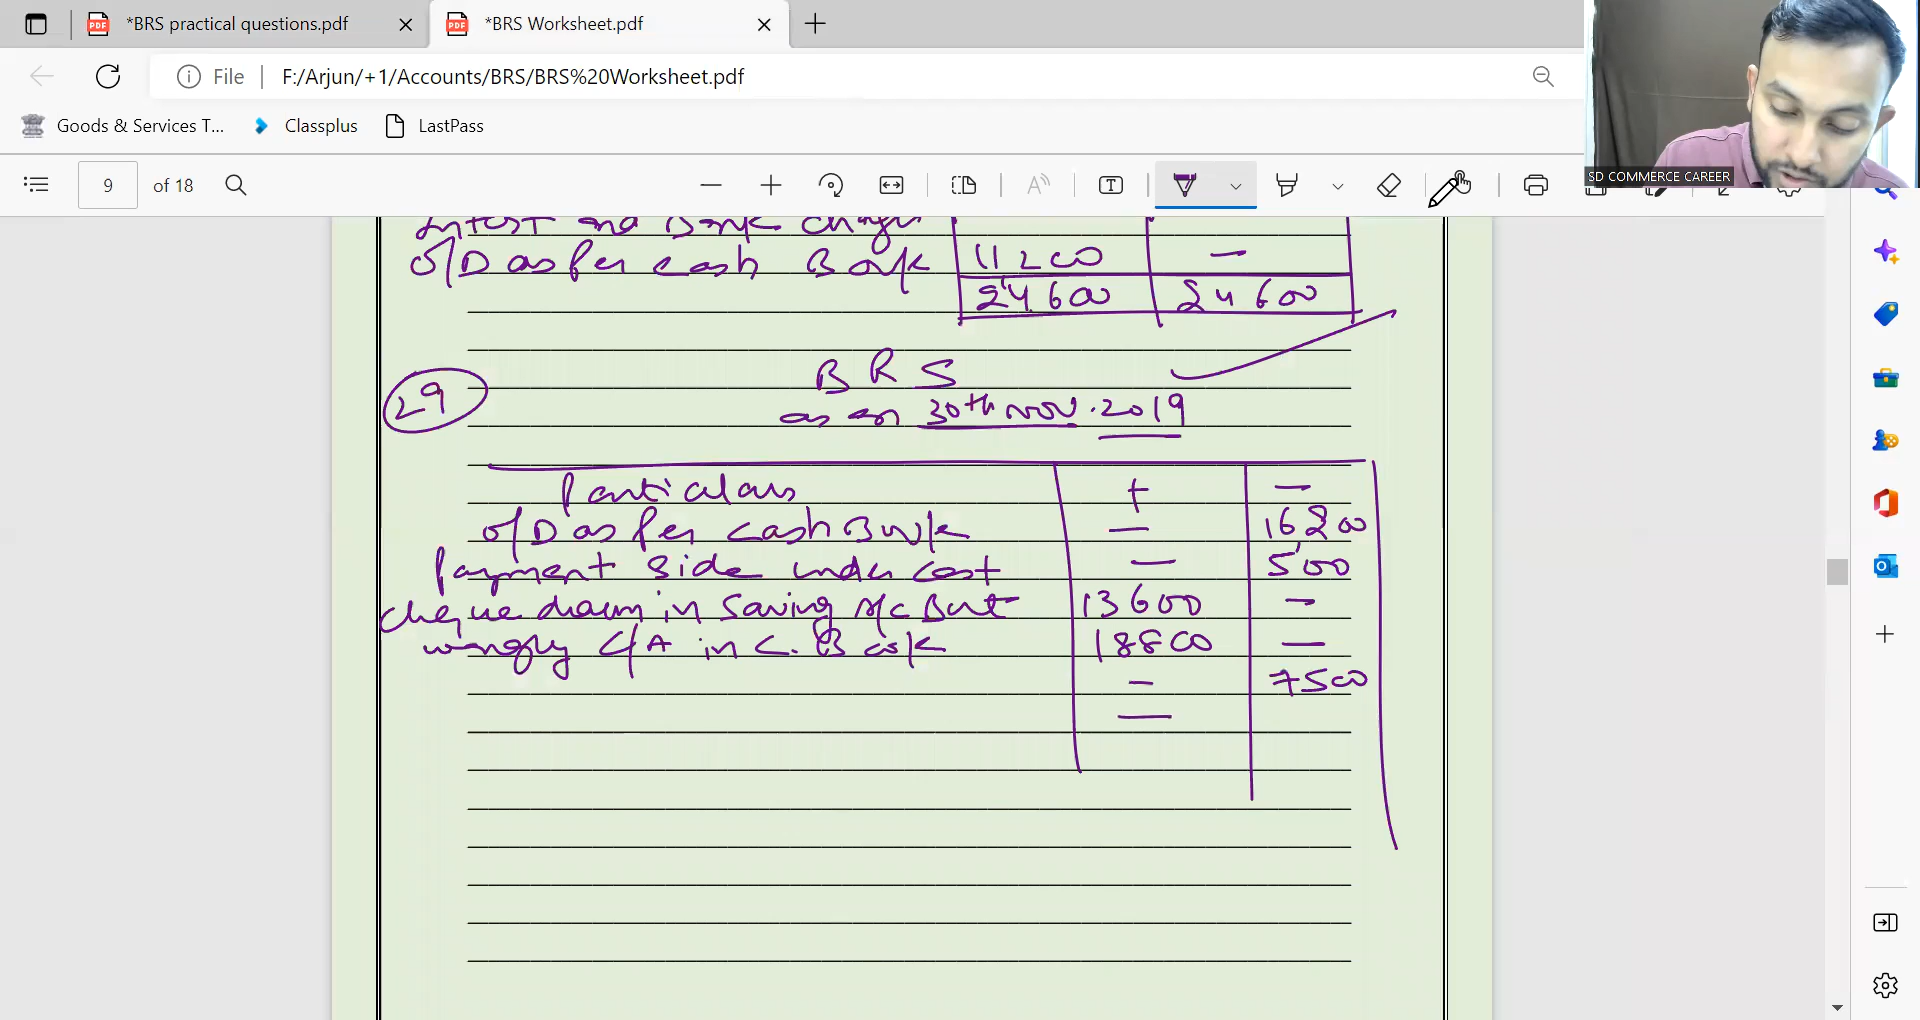 *BRS practical questions.pdf
*BRS Worksheet.pdf
File
F:/Arjun/+1/Accounts/BRS/BRS%20Worksheet.pdf
Goods & Services T...
Classplus
LastPass
SD COMMERCE CAREER
9 of 18
Interst and Bank
O/D as per cash Book 11200 —
24600 24600
29
BRS
as on 30th Nov. 2019
Particulars + —
O/D as per cash Book — 16200
Payment side under cast — 500
cheque drawn in saving A/c But 13600 —
wrongly C/A in C. Book 18800 —
— 7500
—